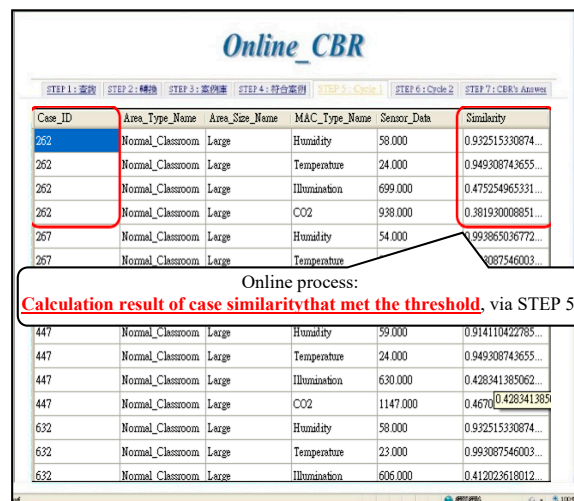 Online_CBR
STEP 1 : 查詢 STEP 2 : 轉換 STEP 3 : 案例庫 STEP 4 : 符合案例 STEP 5 : Cycle 1 STEP 6 : Cycle 2 STEP 7 : CBR's Answer
Case_ID Area_Type_Name Area_Size_Name MAC_Type_Name Sensor_Data Similarity
262 Normal_Classroom Large Humidity 58.000 0.932515330874...
262 Normal_Classroom Large Temperature 24.000 0.949308743655...
262 Normal_Classroom Large Illumination 699.000 0.475254965331...
262 Normal_Classroom Large CO2 938.000 0.381930008851...
267 Normal_Classroom Large Humidity 54.000 0.993865036772...
267 Normal_Classroom Large Temperature 087546003...
Online process:
Calculation result of case similaritythat met the threshold, via STEP 5
447 Normal_Classroom Large Humidity 59.000 0.914110422785...
447 Normal_Classroom Large Temperature 24.000 0.949308743655...
447 Normal_Classroom Large Illumination 630.000 0.428341385062...
447 Normal_Classroom Large CO2 1147.000 0.4670 0.428341385
632 Normal_Classroom Large Humidity 58.000 0.932515330874...
632 Normal_Classroom Large Temperature 23.000 0.993087546003...
632 Normal_Classroom Large Illumination 606.000 0.412023618012...